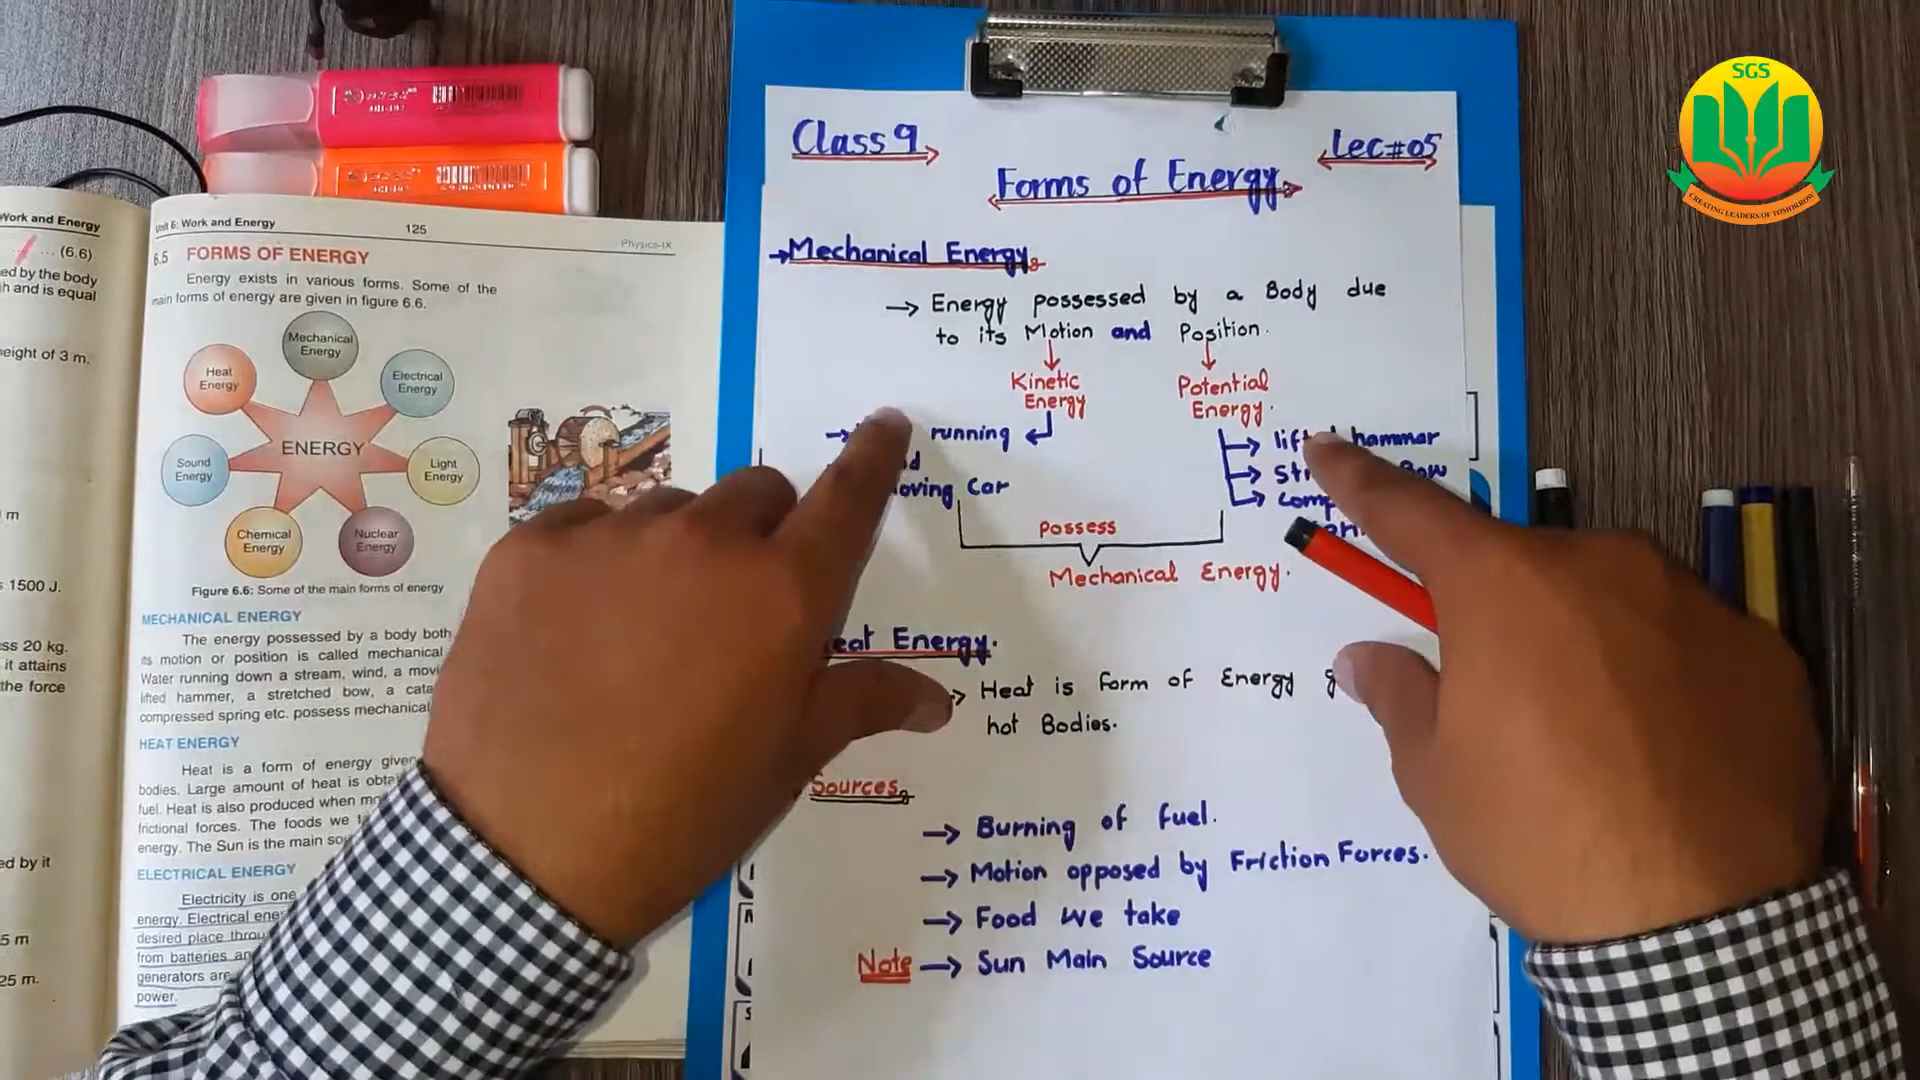 SGS
CREATING LEADERS OF TOMORROW
Work and Energy
(6.6)
ed by the body
h and is equal
eight of 3 m.
m
1500 J.
ss 20 kg.
it attains
the force
ed by it
5 m
25 m.
Unit 6: Work and Energy
125
Physics-IX
6.5 FORMS OF ENERGY
Energy exists in various forms. Some of the
main forms of energy are given in figure 6.6.
Mechanical
Energy
Heat
Energy
Electrical
Energy
ENERGY
Sound
Energy
Light
Energy
Chemical
Energy
Nuclear
Energy
Figure 6.6: Some of the main forms of energy
MECHANICAL ENERGY
The energy possessed by a body both
its motion or position is called mechanical
Water running down a stream, wind, a movi
lifted hammer, a stretched bow, a cata
compressed spring etc. possess mechanical
HEAT ENERGY
Heat is a form of energy given
bodies. Large amount of heat is obta
fuel. Heat is also produced when mo
frictional forces. The foods we t
energy. The Sun is the main so
ELECTRICAL ENERGY
Electricity is one
energy. Electrical ener
desired place throu
from batteries an
generators are
power.
Class 9
Lec#05
Forms of Energy
→ Mechanical Energy
→ Energy possessed by a Body due
to its Motion and Position.
Kinetic
Energy
Potential
Energy.
running
→ lifted hammar
oving Car
Possess
Mechanical Energy.
eat Energy.
→ Heat is form of Energy g
hot Bodies.
Sources
→ Burning of fuel.
→ Motion opposed by Friction Forces.
→ Food we take
Note → Sun Main Source